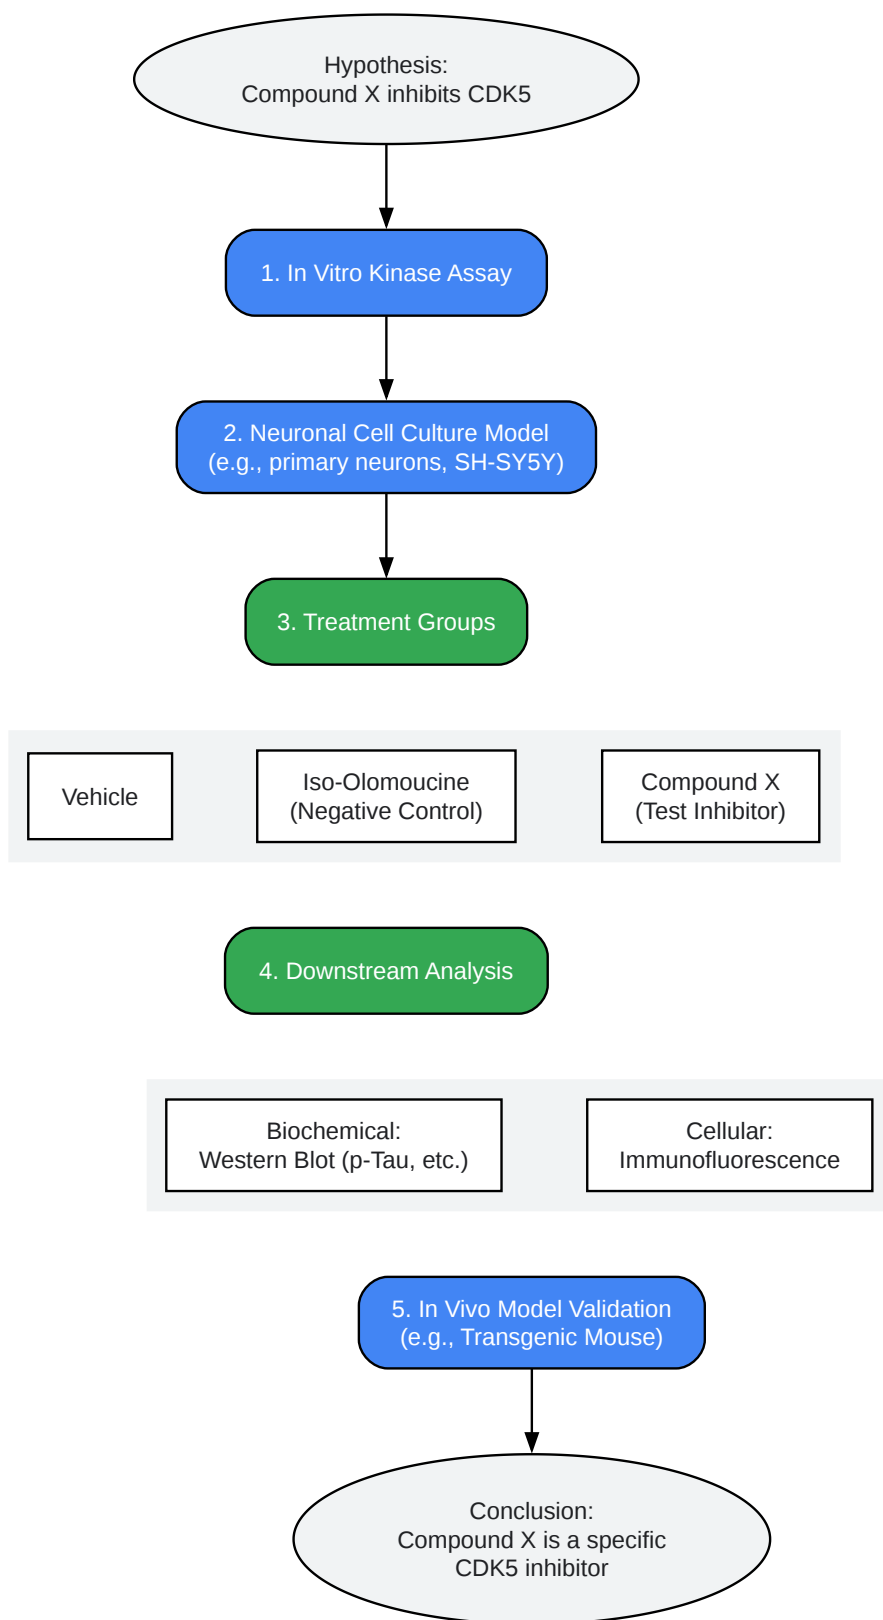 Hypothesis:
Compound X inhibits CDK5
1. In Vitro Kinase Assay
2. Neuronal Cell Culture Model
(e.g., primary neurons, SH-SY5Y)
3. Treatment Groups
Vehicle
Iso-Olomoucine
(Negative Control)
Compound X
(Test Inhibitor)
4. Downstream Analysis
Biochemical:
Western Blot (p-Tau, etc.)
Cellular:
Immunofluorescence
5. In Vivo Model Validation
(e.g., Transgenic Mouse)
Conclusion:
Compound X is a specific
CDK5 inhibitor